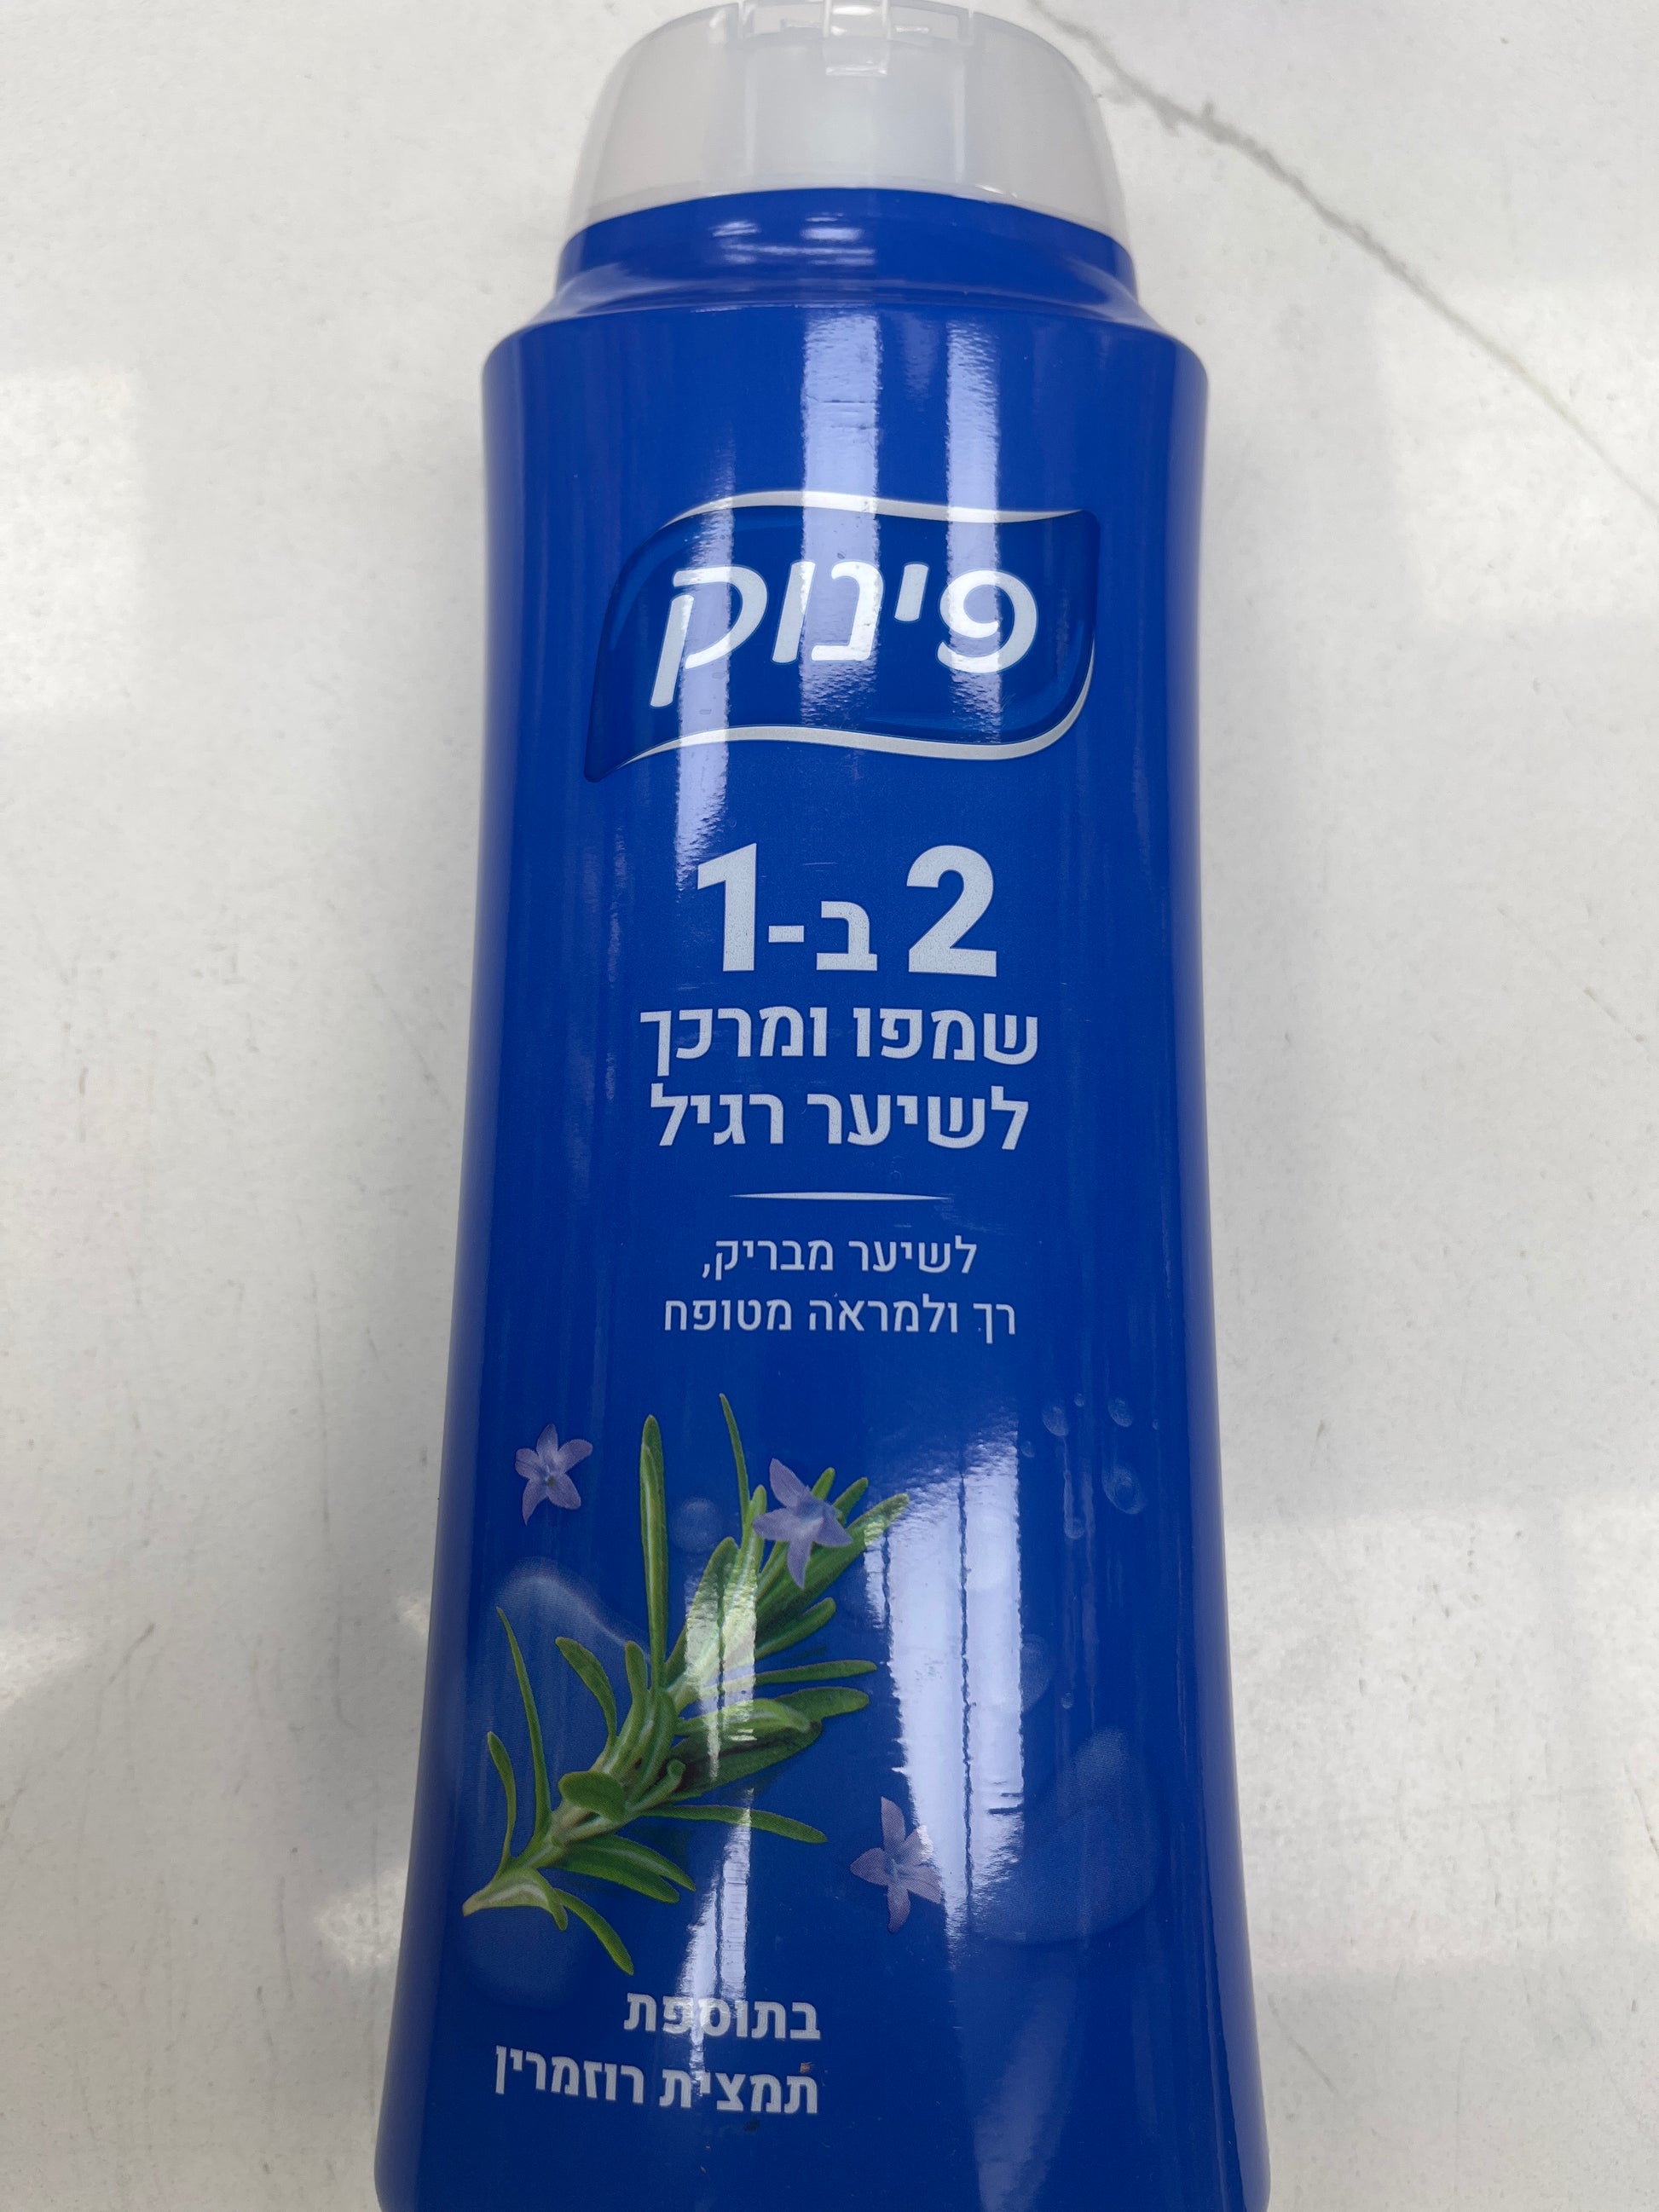 פינוק
2 ב-1
שמפו ומרכך
לשיער רגיל
לשיער מבריק,
רך ולמראה מטופח
בתוספת
תמצית רוזמרין